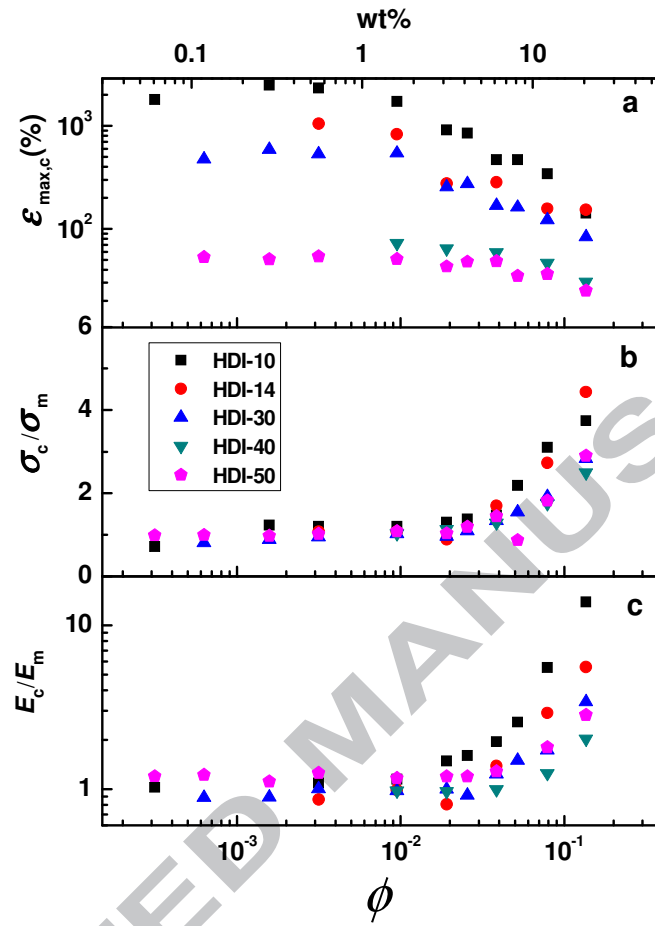 wt%
0.1 1 10
a
10³
10²
ε max,c (%)
6
b
HDI-10
HDI-14
HDI-30
HDI-40
HDI-50
4
2
0
σc/σm
c
10
1
Ec/Em
10⁻³ 10⁻² 10⁻¹
ϕ
ED MANUS